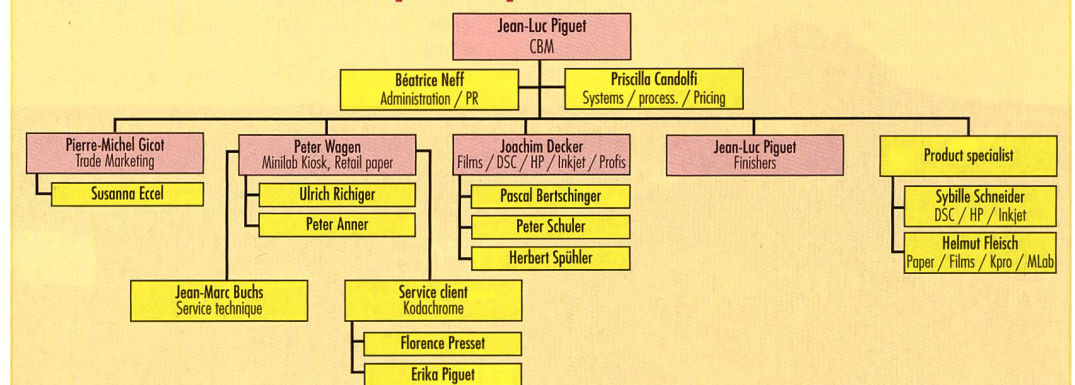 Jean-Luc Piguet
CBM
Béatrice Neff
Administration / PR
Priscilla Candolfi
Systems / process. / Pricing
Pierre-Michel Gicot
Trade Marketing
Susanna Eccel
Peter Wagen
Minilab Kiosk, Retail paper
Ulrich Richiger
Peter Anner
Jean-Marc Buchs
Service technique
Service client
Kodachrome
Florence Presset
Erika Piguet
Joachim Decker
Films / DSC / HP / Inkjet / Profis
Pascal Bertschinger
Peter Schuler
Herbert Spühler
Jean-Luc Piguet
Finishers
Product specialist
Sybille Schneider
DSC / HP / Inkjet
Helmut Fleisch
Paper / Films / Kpro / MLab